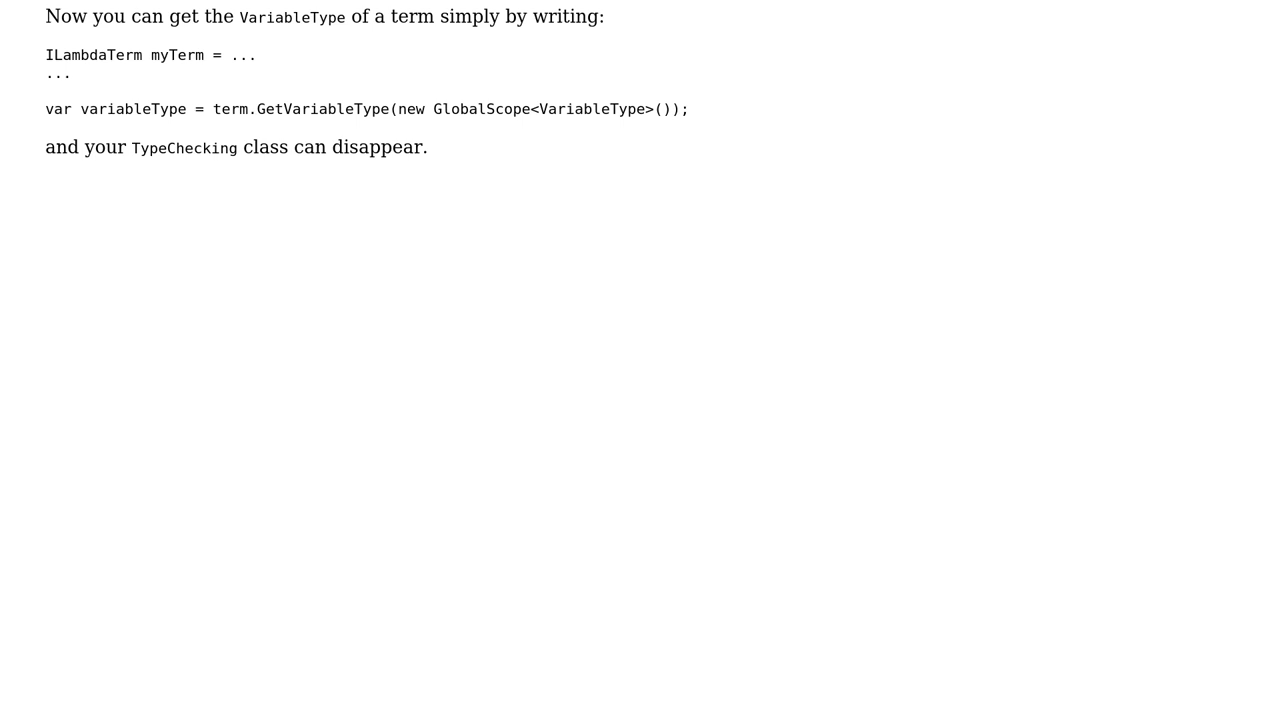 Now you can get the VariableType of a term simply by writing:
ILambdaTerm myTerm = ...
...
var variableType = term.GetVariableType(new GlobalScope<VariableType>());
and your TypeChecking class can disappear.